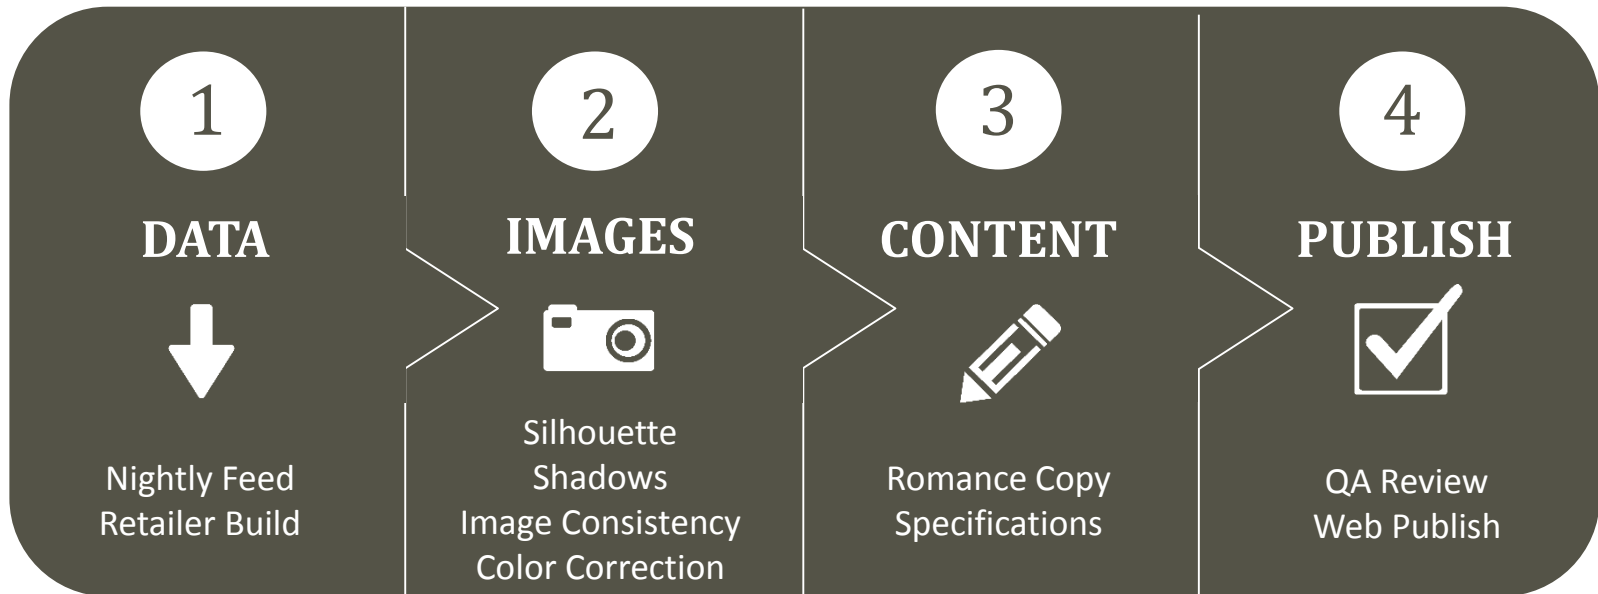 1
DATA
Nightly Feed
Retailer Build
2
IMAGES
Silhouette
Shadows
Image Consistency
Color Correction
3
CONTENT
Romance Copy
Specifications
4
PUBLISH
QA Review
Web Publish